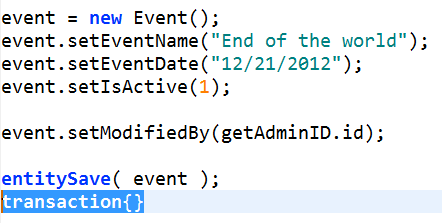 event = new Event();
event.setEventName("End of the world");
event.setEventDate("12/21/2012");
event.setIsActive(1);
event.setModifiedBy(getAdminID.id);
entitySave( event );
transaction{}